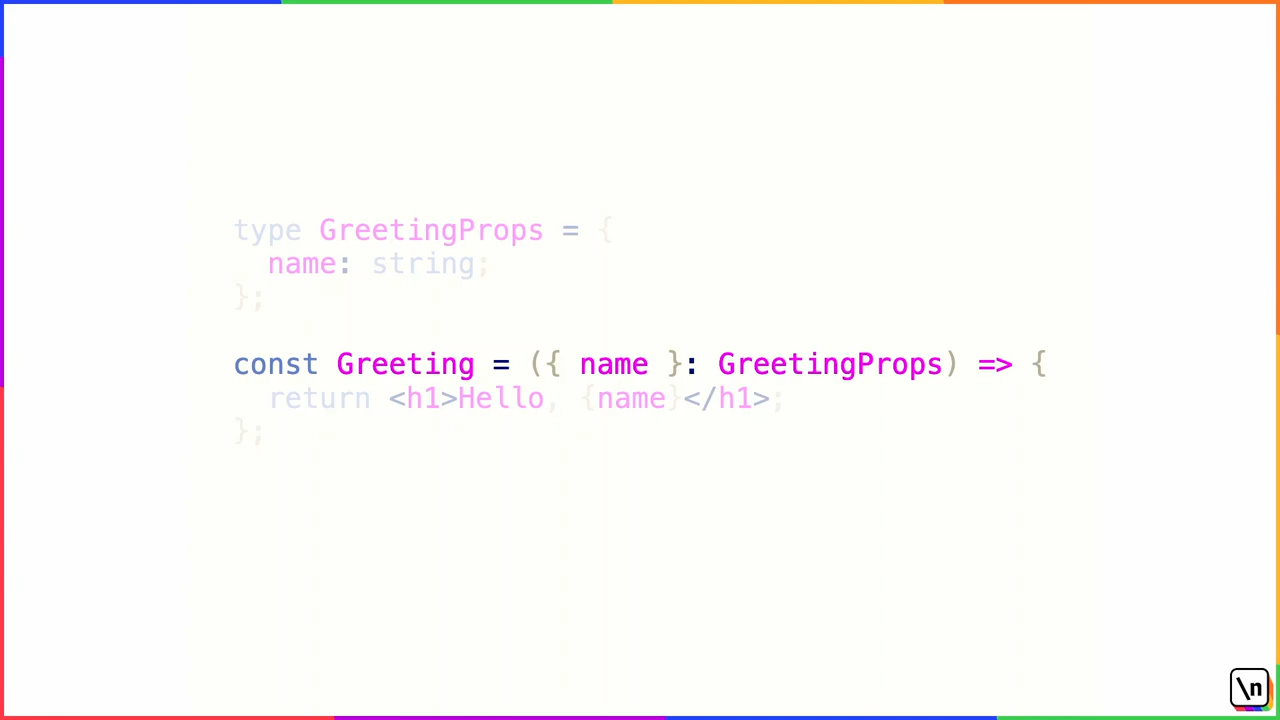 type GreetingProps = {
  name: string;
};
const Greeting = ({ name }: GreetingProps) => {
  return <h1>Hello, {name}</h1>;
};
\n